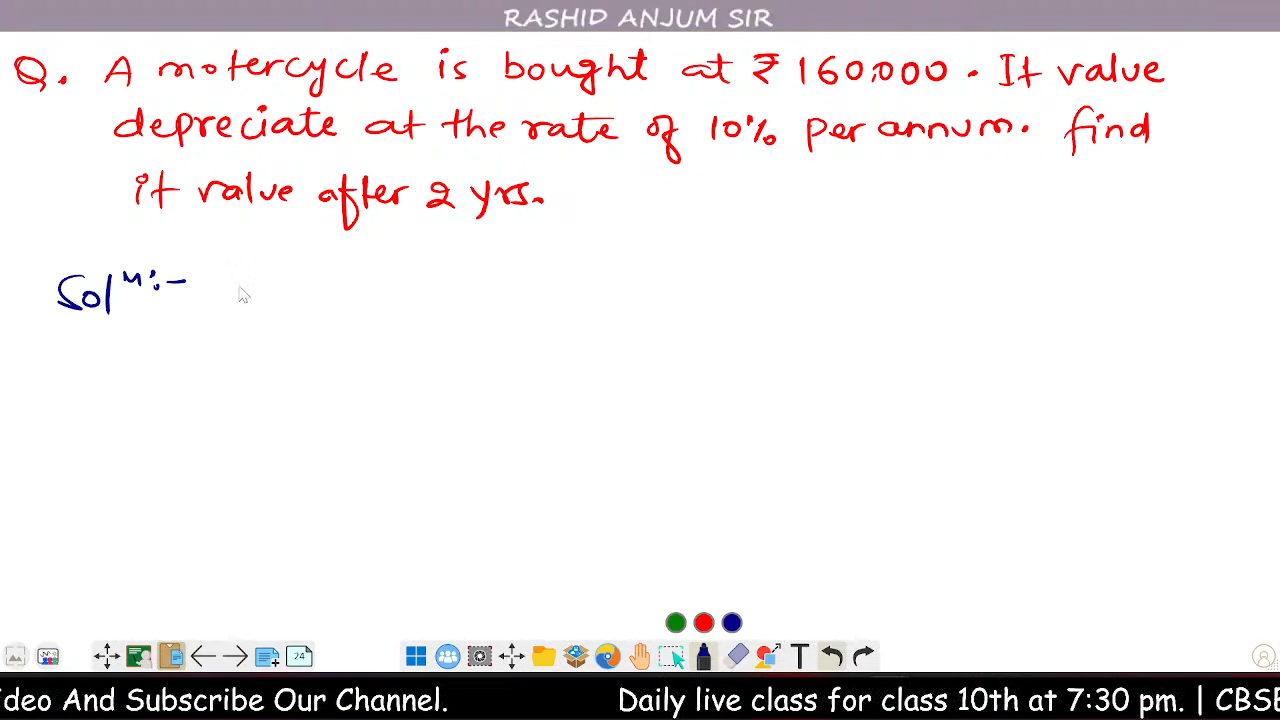 RASHID ANJUM SIR
Q. A motercycle is bought at ₹ 160,000. It value
depreciate at the rate of 10% per annum. find
it value after 2 yrs.
Solⁿ:-
24
T
ideo And Subscribe Our Channel. Daily live class for class 10th at 7:30 pm. | CBSE